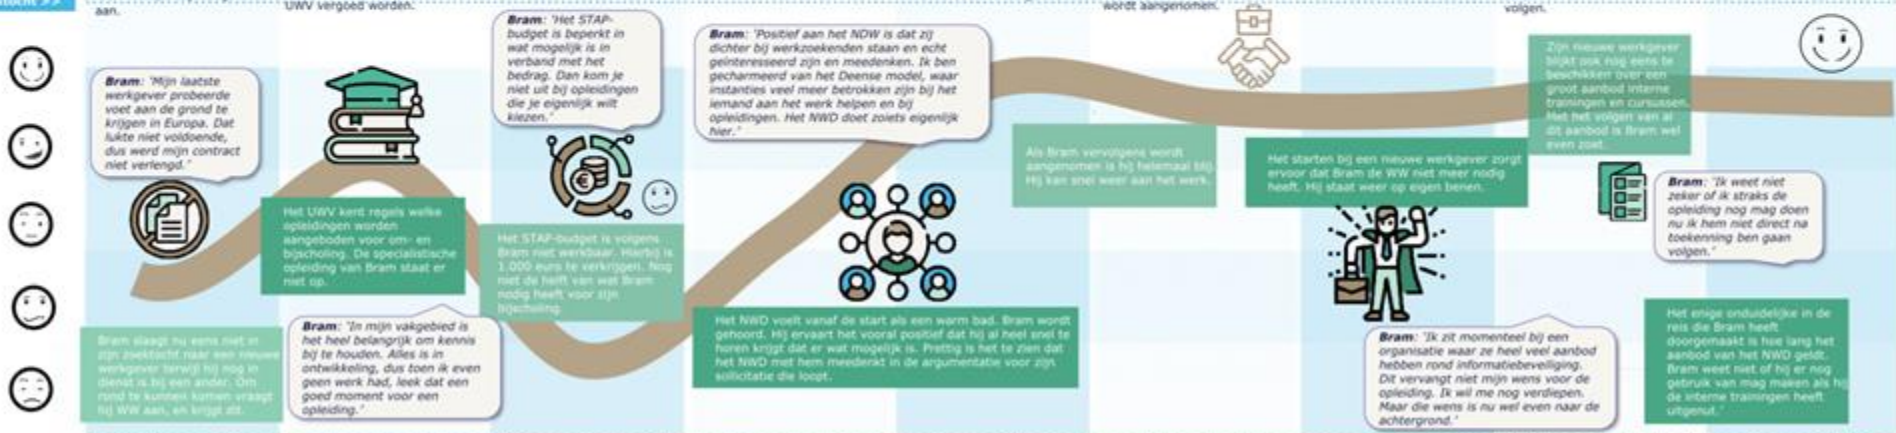 tocht >>
aan.
UWV vergoed worden.
wordt aangenomen.
volgen.
Bram: "Mijn laatste
werkgever probeerde
voet aan de grond te
krijgen in Europa. Dat
lukte niet voldoende,
dus werd mijn contract
niet verlengd."
Bram slaagt nu eens niet in
zijn zoektocht naar een nieuwe
werkgever terwijl hij nog in
dienst is bij een ander. Om
rond te kunnen komen vraagt
hij WW aan, en krijgt dit.
Het UWV kent regels welke
opleidingen worden
aangeboden voor om- en
bijscholing. De specialistische
opleiding van Bram staat er
niet op.
Bram: "In mijn vakgebied is
het heel belangrijk om kennis
bij te houden. Alles is in
ontwikkeling, dus toen ik even
geen werk had, leek dat een
goed moment voor een
opleiding."
Bram: "Het STAP-
budget is beperkt in
wat mogelijk is in
verband met het
bedrag. Dan kom je
niet uit bij opleidingen
die je eigenlijk wilt
kiezen."
Het STAP-budget is volgens
Bram niet werkbaar. Hierbij is
1.000 euro te verkrijgen. Nog
niet de helft van wat Bram
nodig heeft voor zijn
bijscholing.
Bram: "Positief aan het NDW is dat zij
dichter bij werkzoekenden staan en echt
geïnteresseerd zijn en meedenken. Ik ben
gecharmeerd van het Deense model, waar
instanties veel meer betrokken zijn bij het
iemand aan het werk helpen en bij
opleidingen. Het NWD doet zoiets eigenlijk
hier."
Het NWD voelt vanaf de start als een warm bad. Bram wordt
gehoord. Hij ervaart het vooral positief dat hij al heel snel te
horen krijgt dat er wat mogelijk is. Prettig is het te zien dat
het NWD met hem meedenkt in de argumentatie voor zijn
sollicitatie die loopt.
Als Bram vervolgens wordt
aangenomen is hij helemaal blij.
Hij kan snel weer aan het werk.
Het starten bij een nieuwe werkgever zorgt
ervoor dat Bram de WW niet meer nodig
heeft. Hij staat weer op eigen benen.
Bram: "Ik zit momenteel bij een
organisatie waar ze heel veel aanbod
hebben rond informatiebeveiliging.
Dit vervangt niet mijn wens voor de
opleiding. Ik wil me nog verdiepen.
Maar die wens is nu wel even naar de
achtergrond."
Zijn nieuwe werkgever
blijkt ook nog eens te
beschikken over een
groot aanbod interne
trainingen en cursussen.
Met het volgen van al
dit aanbod is Bram wel
even zoet.
Bram: "Ik weet niet
zeker of ik straks de
opleiding nog mag doen
nu ik hem niet direct na
toekenning ben gaan
volgen."
Het enige onduidelijke in de
reis die Bram heeft
doorgemaakt is hoe lang het
aanbod van het NWD geldt.
Bram weet niet of hij er nog
gebruik van mag maken als hij
de interne trainingen heeft
uitgenut."